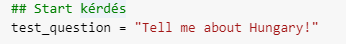 ## Start kérdés
test_question = "Tell me about Hungary!"